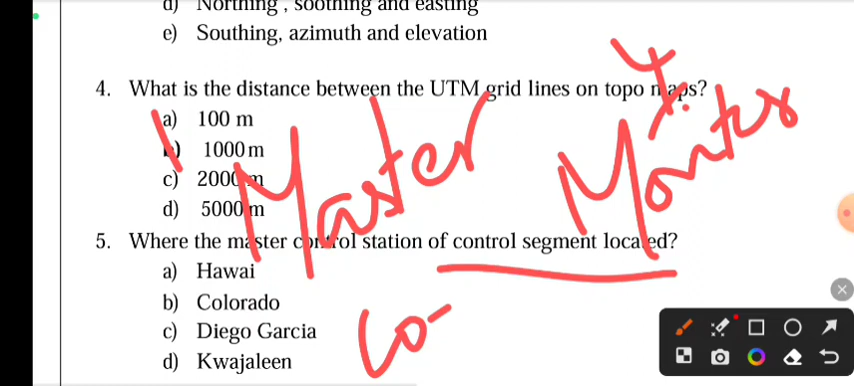 d) Northing , soothing and easting
e) Southing, azimuth and elevation
4. What is the distance between the UTM grid lines on topo maps?
a) 100 m
b) 1000 m
c) 2000 m
d) 5000 m
Master
5. Where the master control station of control segment located?
a) Hawai
b) Colorado
c) Diego Garcia
d) Kwajaleen